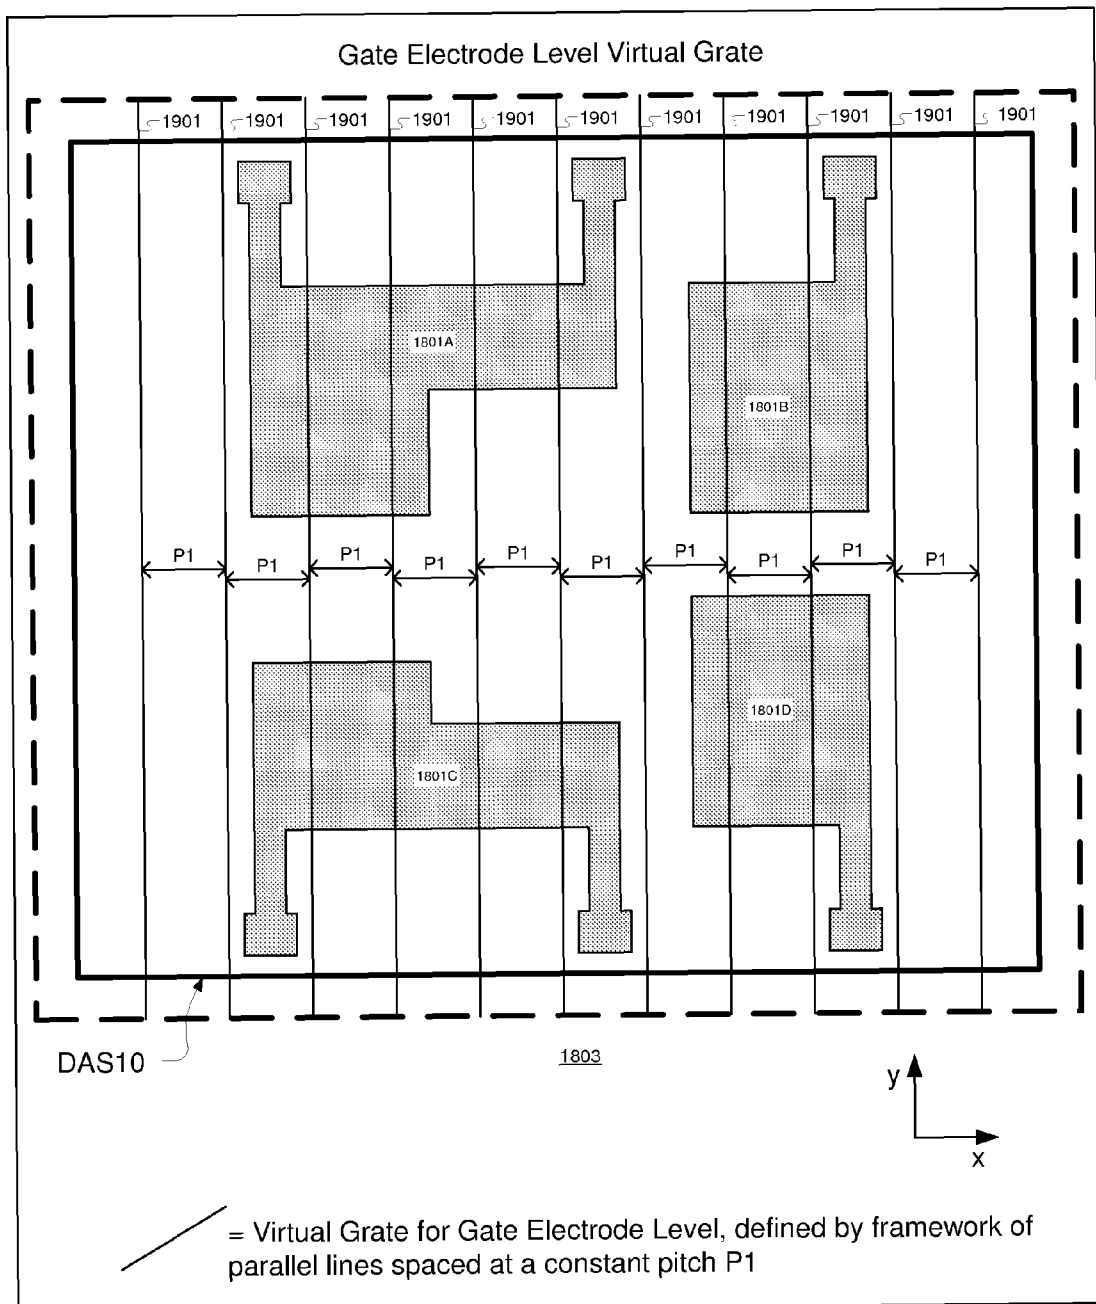 Gate Electrode Level Virtual Grate
1901 1901 1901 1901 1901 1901 1901 1901 1901 1901 1901
1801A
1801B
P1 P1 P1 P1 P1 P1 P1 P1 P1 P1
1801D
1801C
DAS10
1803
y
x
= Virtual Grate for Gate Electrode Level, defined by framework of
parallel lines spaced at a constant pitch P1